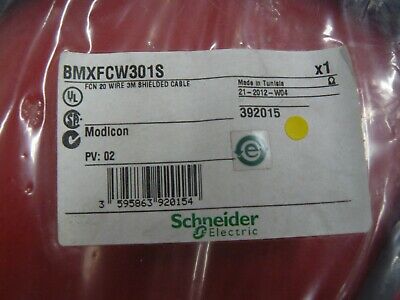 BMXFCW301S
x1
FCN 20 WIRE 3M SHIELDED CABLE
Made in Tunisia
Ω
21-2012-W04
UL
392015
Modicon
PV: 02
3 595863 920154
Schneider
Electric